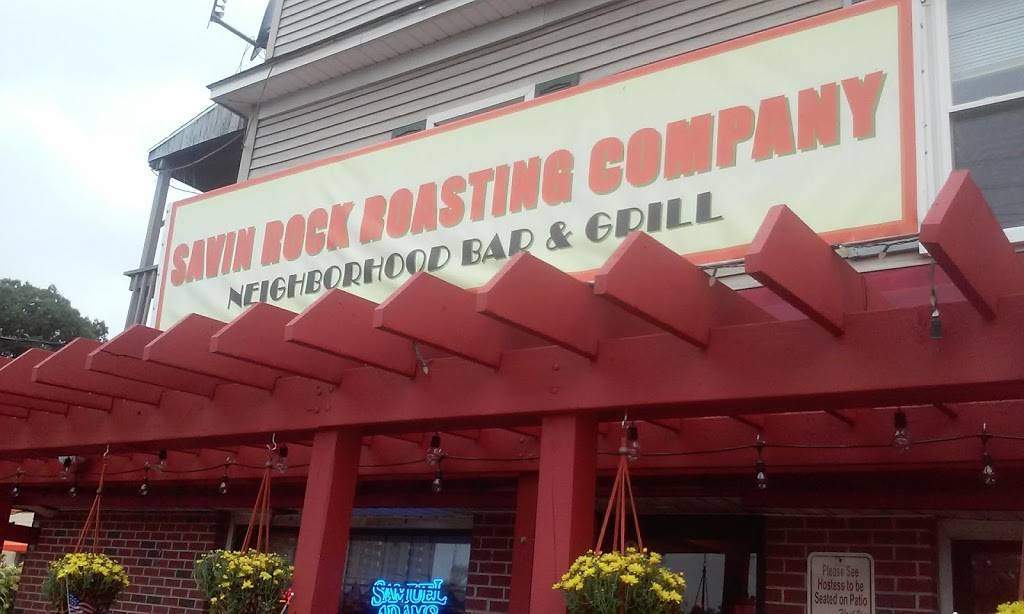 SAVIN ROCK ROASTING COMPANY
NEIGHBORHOOD BAR & GRILL
SAMUEL
ADAMS
Please See
Hostess to be
Seated on Patio